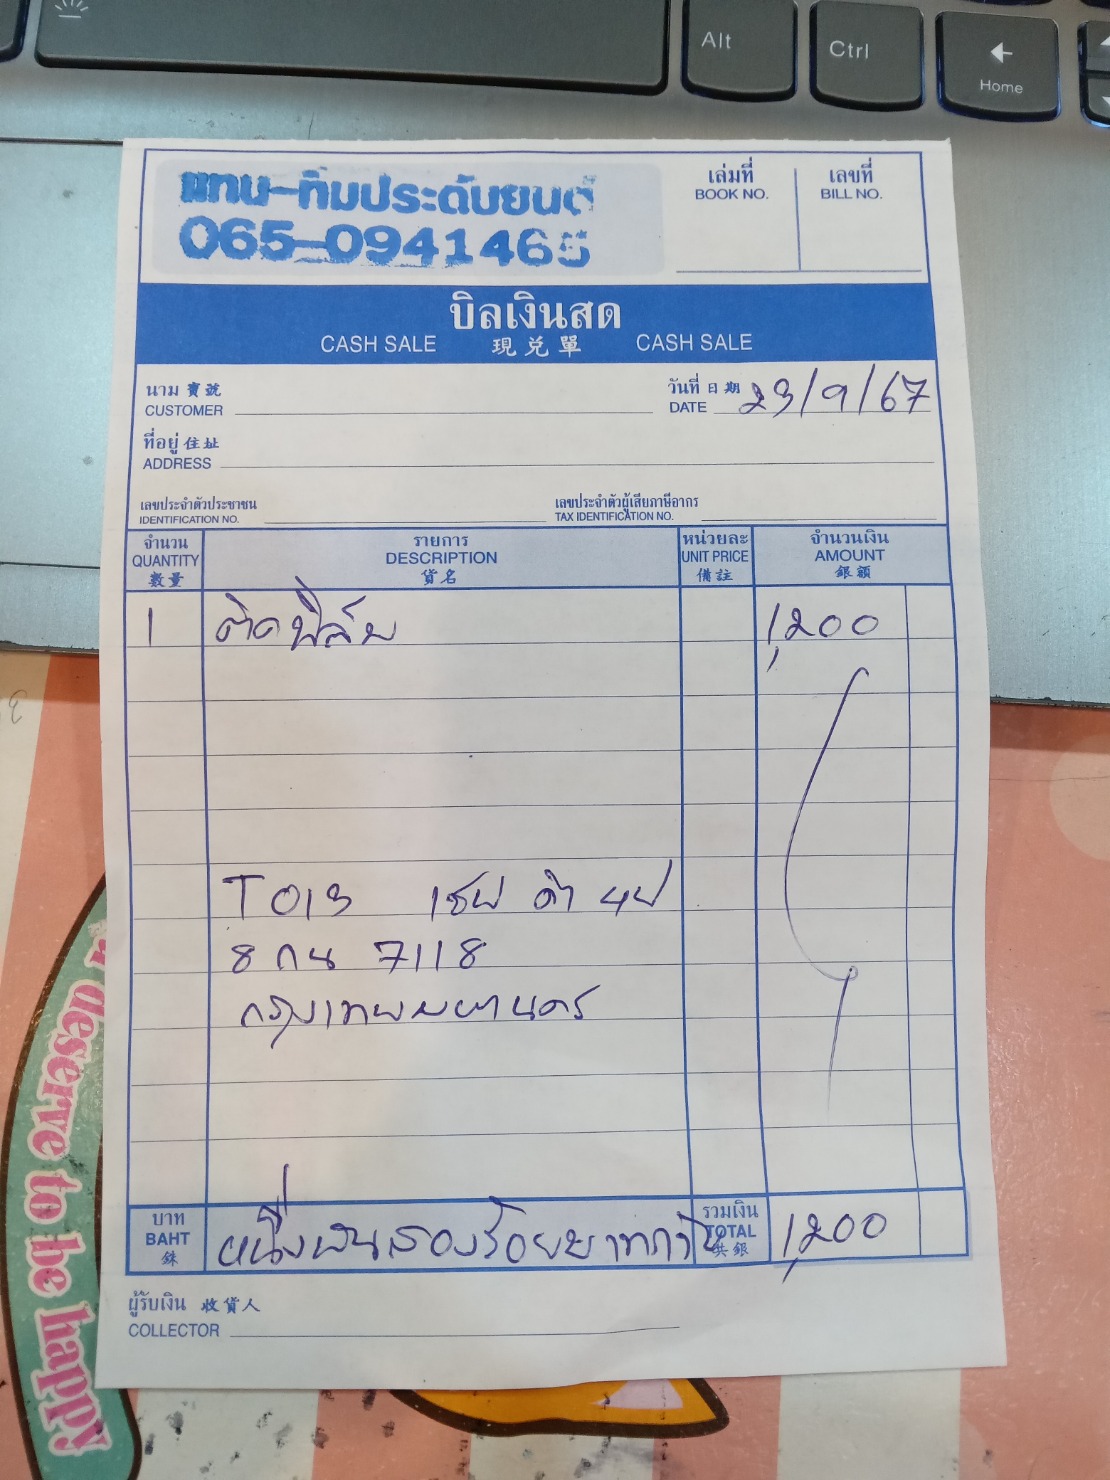 Alt
Ctrl
Home
แทน-ทิมประดับยนต์
065-0941465
เล่มที่
BOOK NO.
เลขที่
BILL NO.
บิลเงินสด
CASH SALE 現兌單 CASH SALE
นาม 寶號
CUSTOMER
วันที่ 日期
DATE 23/9/67
ที่อยู่ 住址
ADDRESS
เลขประจำตัวประชาชน
IDENTIFICATION NO.
เลขประจำตัวผู้เสียภาษีอากร
TAX IDENTIFICATION NO.
จำนวน
QUANTITY
數量
รายการ
DESCRIPTION
貨名
หน่วยละ
UNIT PRICE
備註
จำนวนเงิน
AMOUNT
銀額
1 ติดฟิล์ม 1,200
T013 เชฟ ดำ 4ป
8 กน 7118
กรุงเทพมหานคร
บาท
BAHT
銖
หนึ่งพันสองร้อยบาทถ้วน
รวมเงิน
TOTAL
共銀
1,200
ผู้รับเงิน 收貨人
COLLECTOR
u deserve to be happy